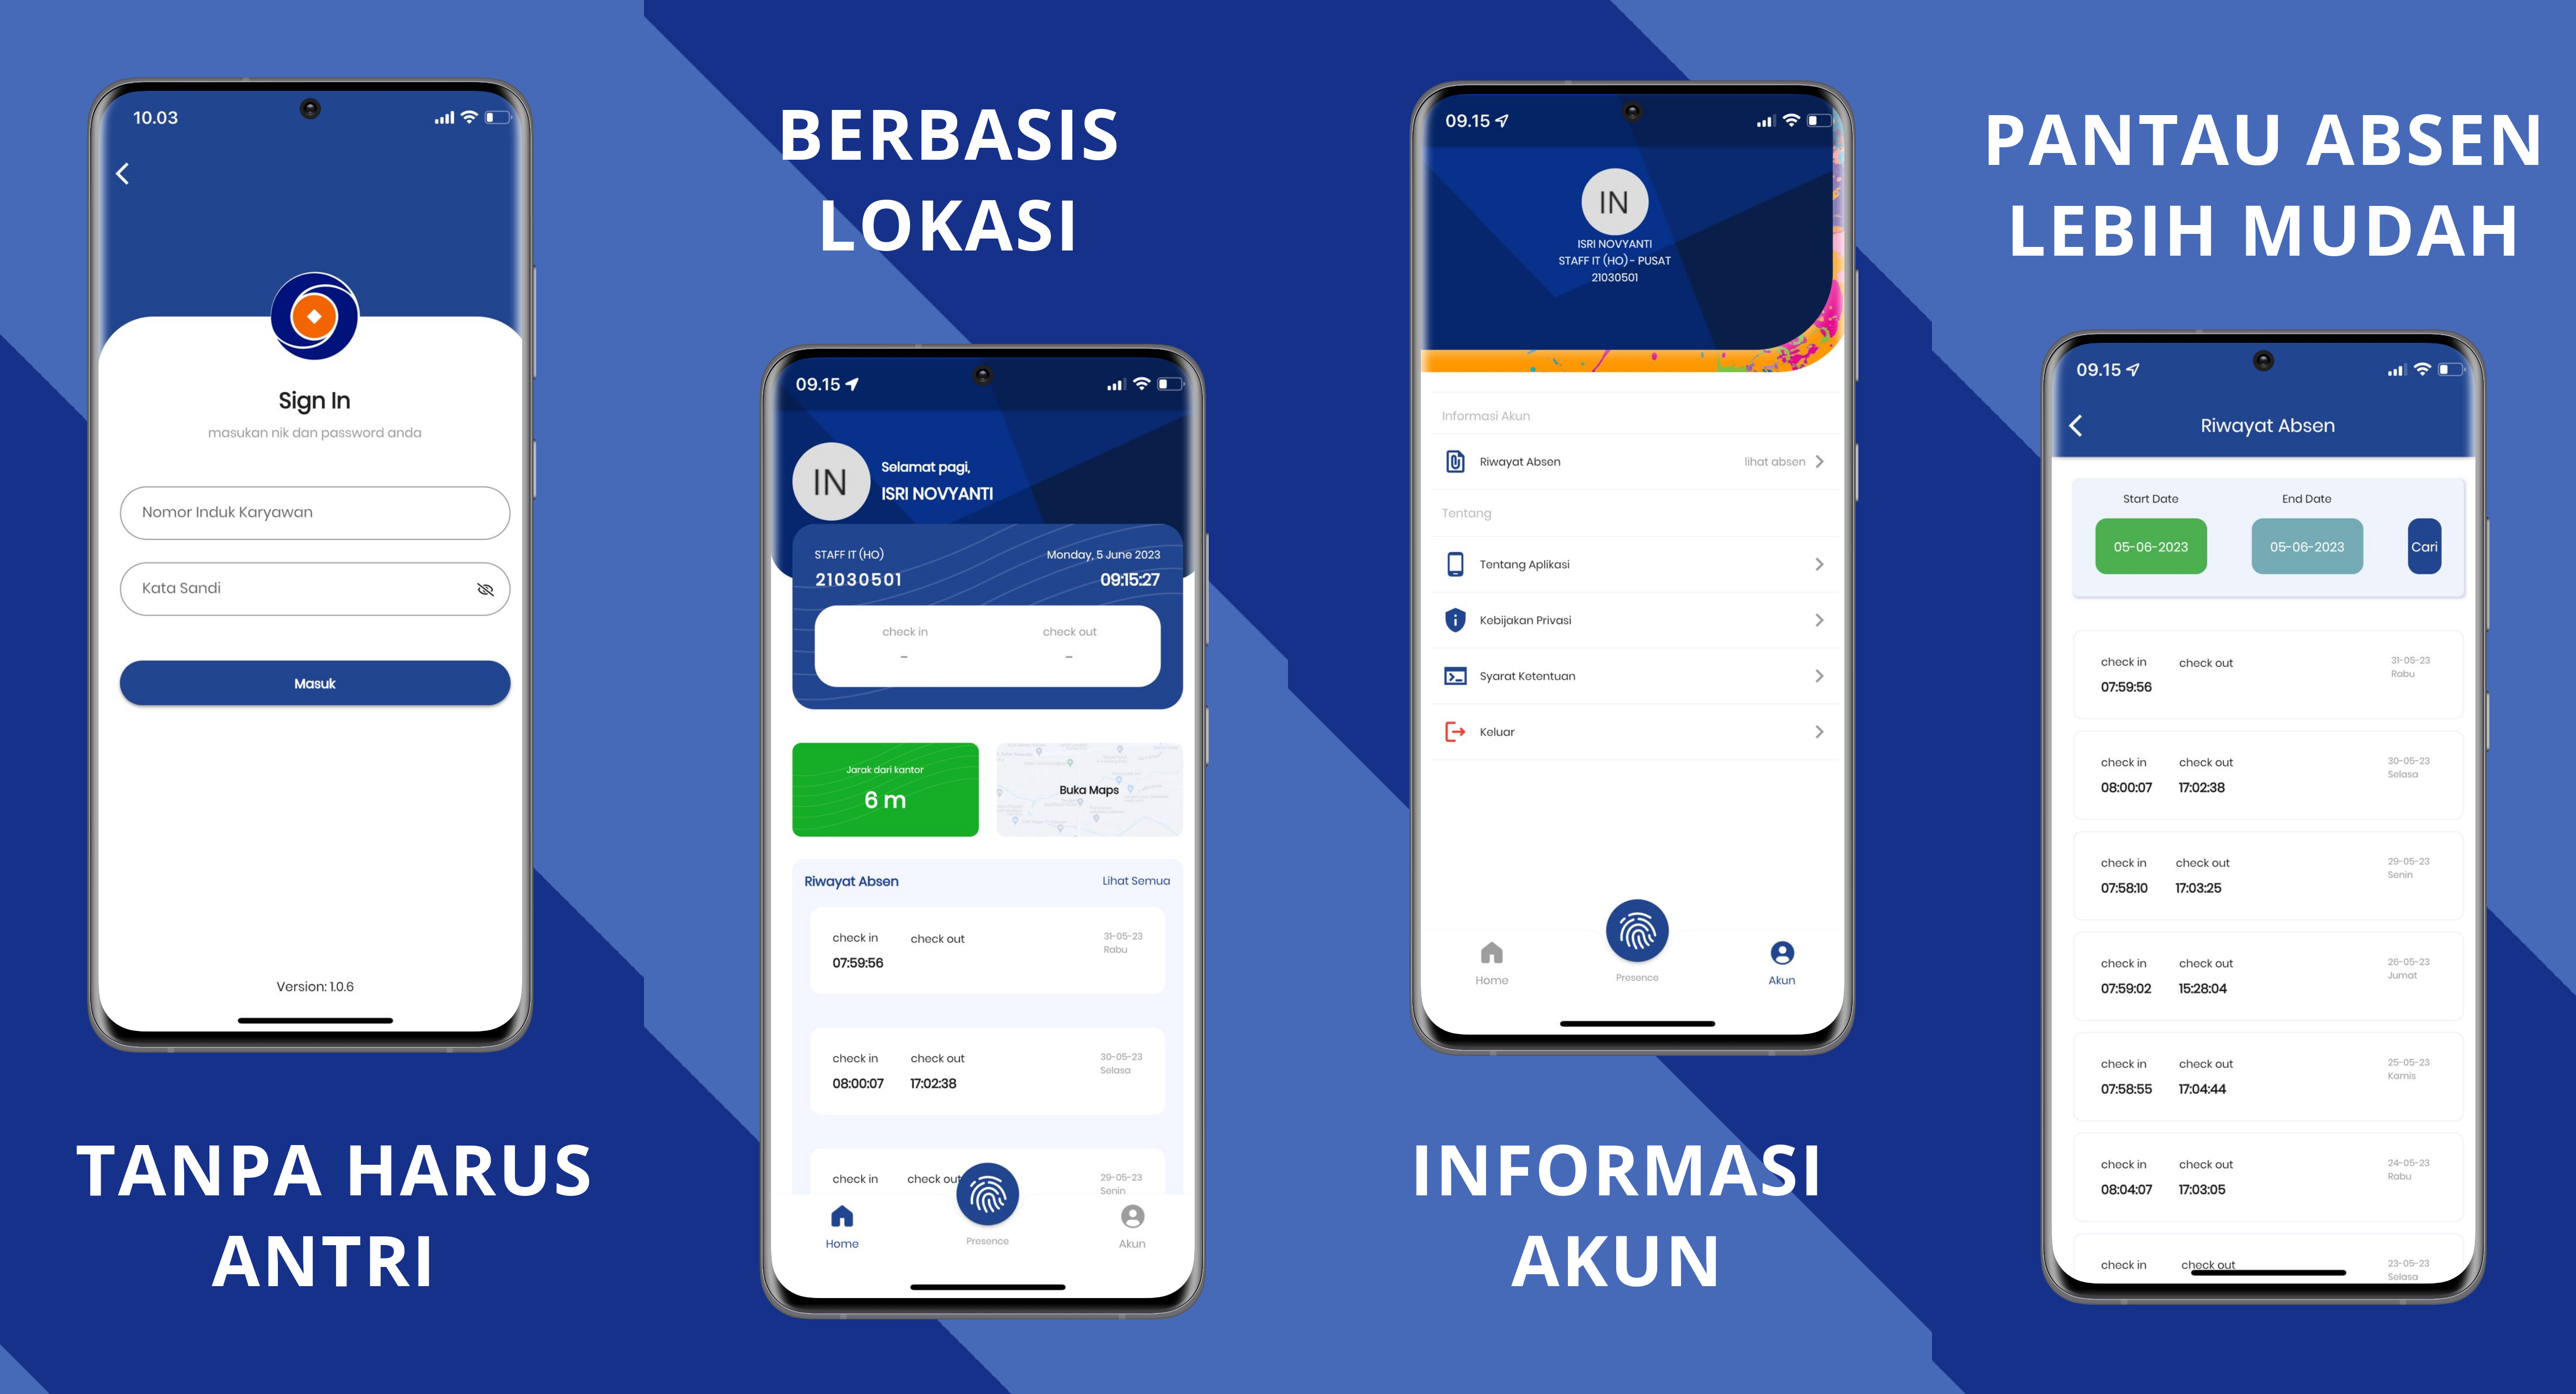 10.03
Sign In
masukan nik dan password anda
Nomor Induk Karyawan
Kata Sandi
Masuk
Version: 1.0.6
TANPA HARUS
ANTRI
BERBASIS
LOKASI
09.15
IN
Selamat pagi,
ISRI NOVYANTI
STAFF IT (HO) Monday, 5 June 2023
21030501 09:15:27
check in check out
- -
Jarak dari kantor
6 m
Buka Maps
Riwayat Absen Lihat Semua
check in check out 31-05-23
Rabu
07:59:56
check in check out 30-05-23
Selasa
08:00:07 17:02:38
check in check out 29-05-23
Senin
Home Presence Akun
09.15
IN
ISRI NOVYANTI
STAFF IT (HO) - PUSAT
21030501
Informasi Akun
Riwayat Absen lihat absen
Tentang
Tentang Aplikasi
Kebijakan Privasi
Syarat Ketentuan
Keluar
Home Presence Akun
INFORMASI
AKUN
PANTAU ABSEN
LEBIH MUDAH
09.15
Riwayat Absen
Start Date End Date
05-06-2023 05-06-2023 Cari
check in check out 31-05-23
Rabu
07:59:56
check in check out 30-05-23
Selasa
08:00:07 17:02:38
check in check out 29-05-23
Senin
07:58:10 17:03:25
check in check out 26-05-23
Jumat
07:59:02 15:28:04
check in check out 25-05-23
Kamis
07:58:55 17:04:44
check in check out 24-05-23
Rabu
08:04:07 17:03:05
check in check out 23-05-23
Selasa